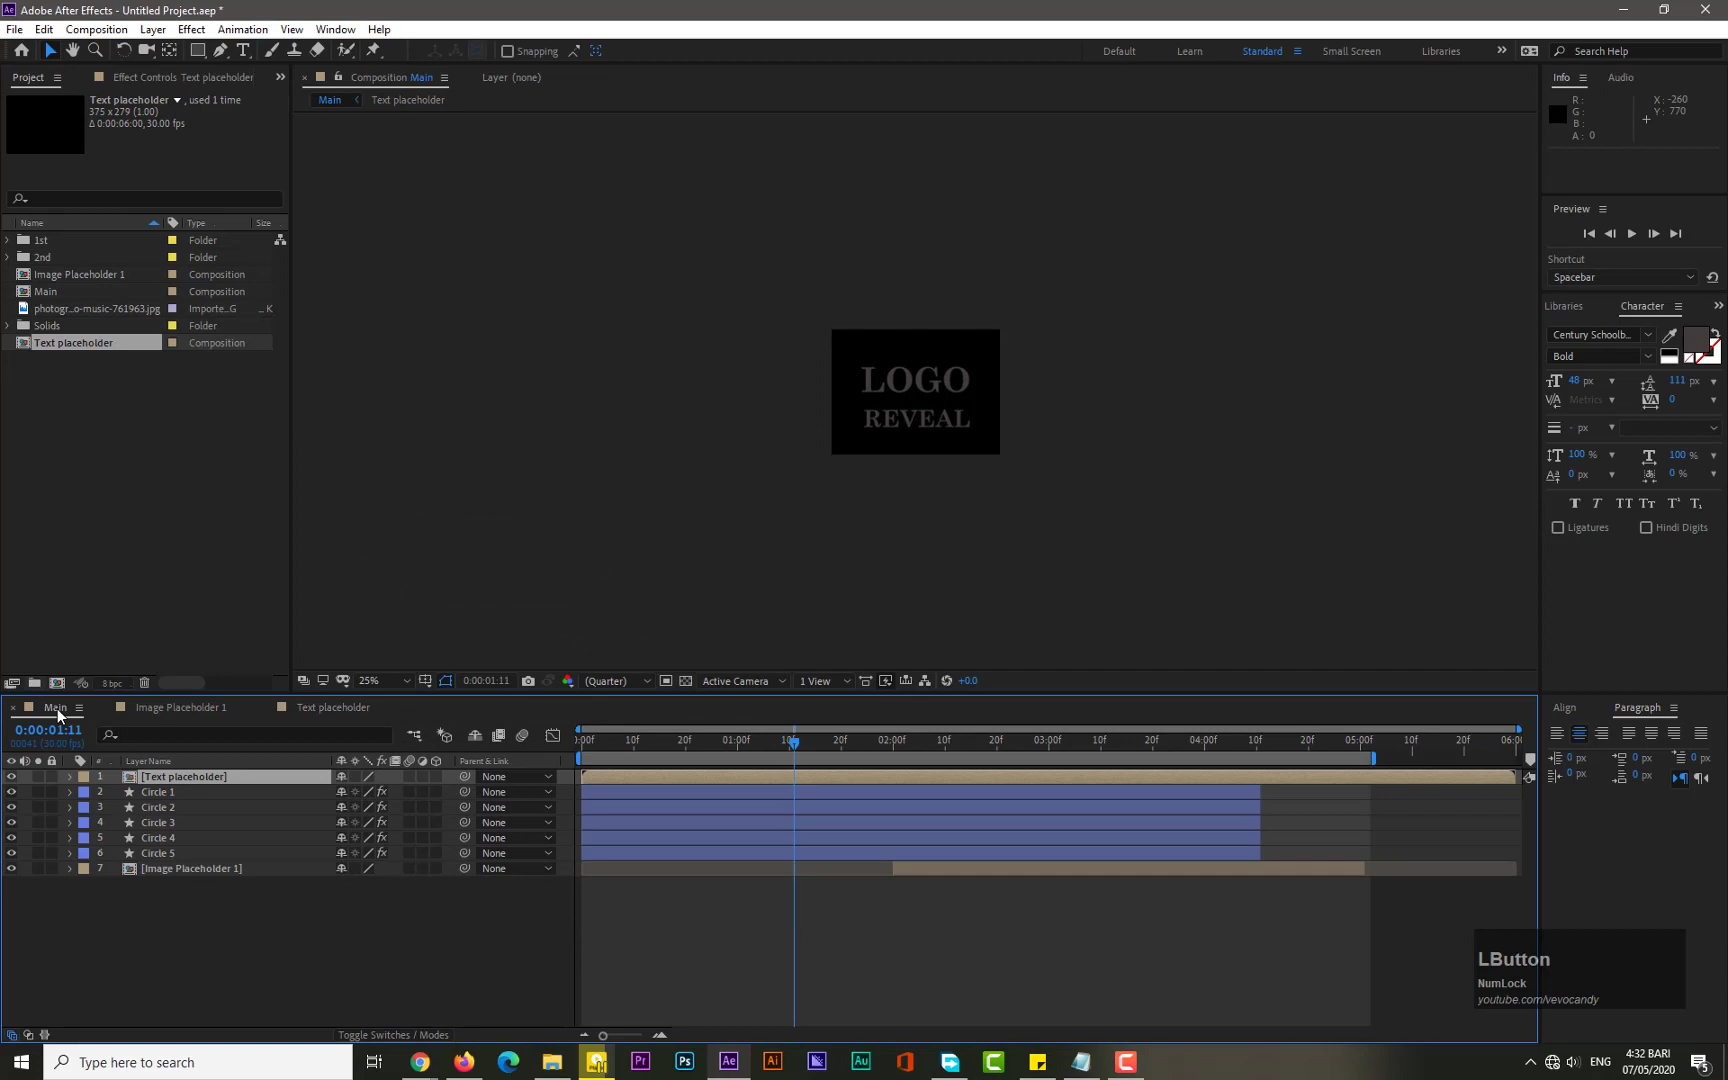 Adobe After Effects - Untitled Project.aep *
File Edit Composition Layer Effect Animation View Window Help
Snapping
Default Learn Standard Small Screen Libraries
Search Help
Project
Effect Controls Text placeholder
Composition Main
Layer (none)
Info Audio
Main Text placeholder
Text placeholder , used 1 time
375 x 279 (1.00)
Δ 0:00:06:00, 30.00 fps
R:
G:
B:
A: 0
X: -260
Y: 770
Name Type Size
1st Folder
2nd Folder
Image Placeholder 1 Composition
Main Composition
photogr...o-music-761963.jpg Importe...G ... K
Solids Folder
Text placeholder Composition
LOGO
REVEAL
Preview
Shortcut
Spacebar
Libraries Character
Century Schoolb...
Bold
48 px 111 px
Metrics 0
- px
100 % 100 %
0 px 0 %
Ligatures Hindi Digits
8 bpc
25% 0:00:01:11 (Quarter) Active Camera 1 View +0.0
Main Image Placeholder 1 Text placeholder
Align Paragraph
0:00:01:11
00041 (30.00 fps)
:00f 10f 20f 01:00f 10f 20f 02:00f 10f 20f 03:00f 10f 20f 04:00f 10f 20f 05:00f 10f 20f 06:00
# Layer Name Parent & Link
1 [Text placeholder] None
2 Circle 1 None
3 Circle 2 None
4 Circle 3 None
5 Circle 4 None
6 Circle 5 None
7 [Image Placeholder 1] None
0 px 0 px 0 px
0 px 0 px
LButton
NumLock
youtube.com/vevocandy
Toggle Switches / Modes
Type here to search
ENG
4:32 BARI
07/05/2020
5